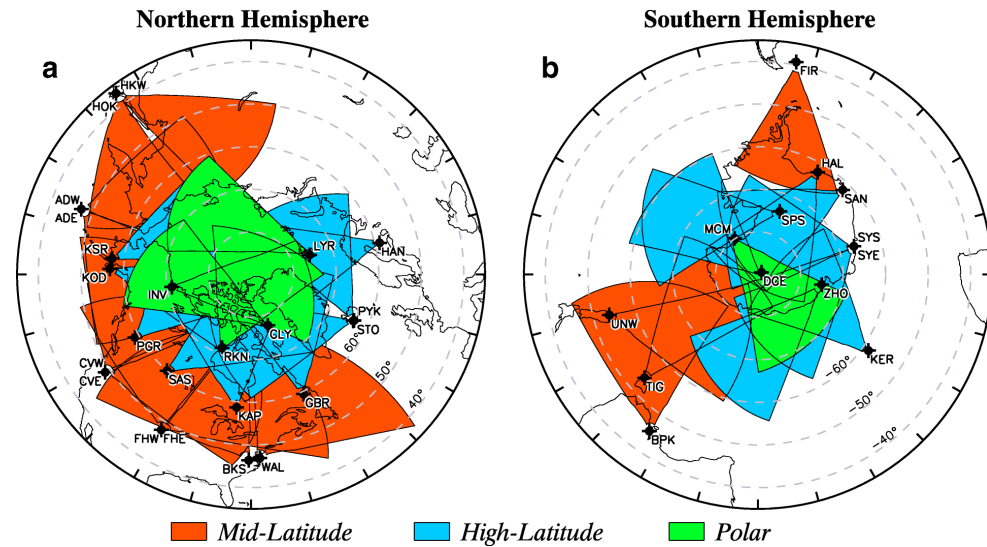 Northern Hemisphere
Southern Hemisphere
a
b
HKW
HOK
ADW
ADE
KSR
KOD
INV
LYR
HAN
PYK
STO
GLY
RKN
PGR
CVW
CVE
SAS
KAP
GBR
FHW FHE
BKS
WAL
60°
50°
40°
FIR
HAL
SAN
SPS
MCM
SYS
SYE
DCE
ZHO
KER
UNW
TIG
BPK
-60°
-50°
-40°
Mid-Latitude
High-Latitude
Polar